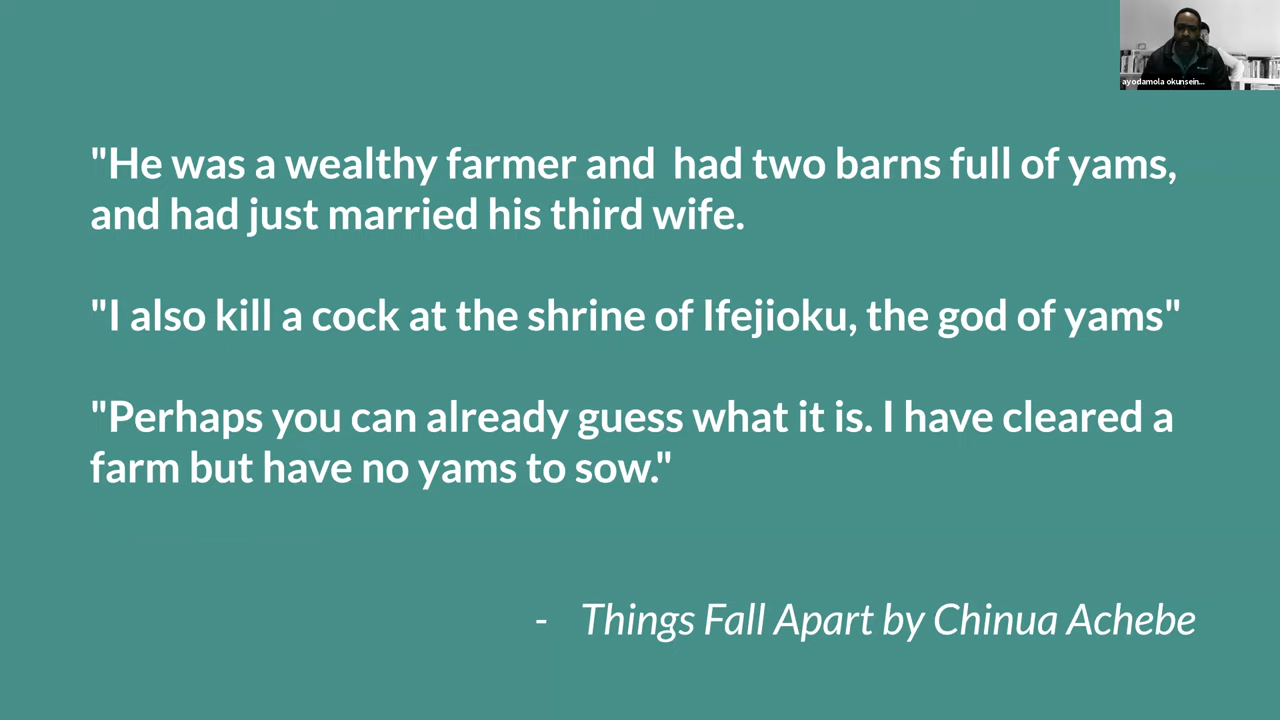 ayodamola okunsein...
"He was a wealthy farmer and  had two barns full of yams,
and had just married his third wife.
"I also kill a cock at the shrine of Ifejioku, the god of yams"
"Perhaps you can already guess what it is. I have cleared a
farm but have no yams to sow."
- Things Fall Apart by Chinua Achebe